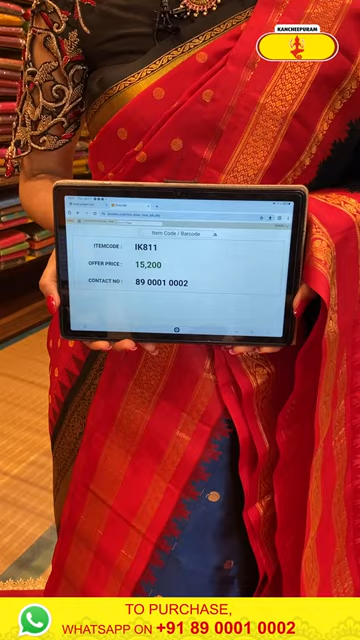 KANCHEEPURAM
Item Code / Barcode
ITEMCODE : IK811
OFFER PRICE : 15,200
CONTACT NO : 89 0001 0002
TO PURCHASE,
WHATSAPP ON +91 89 0001 0002